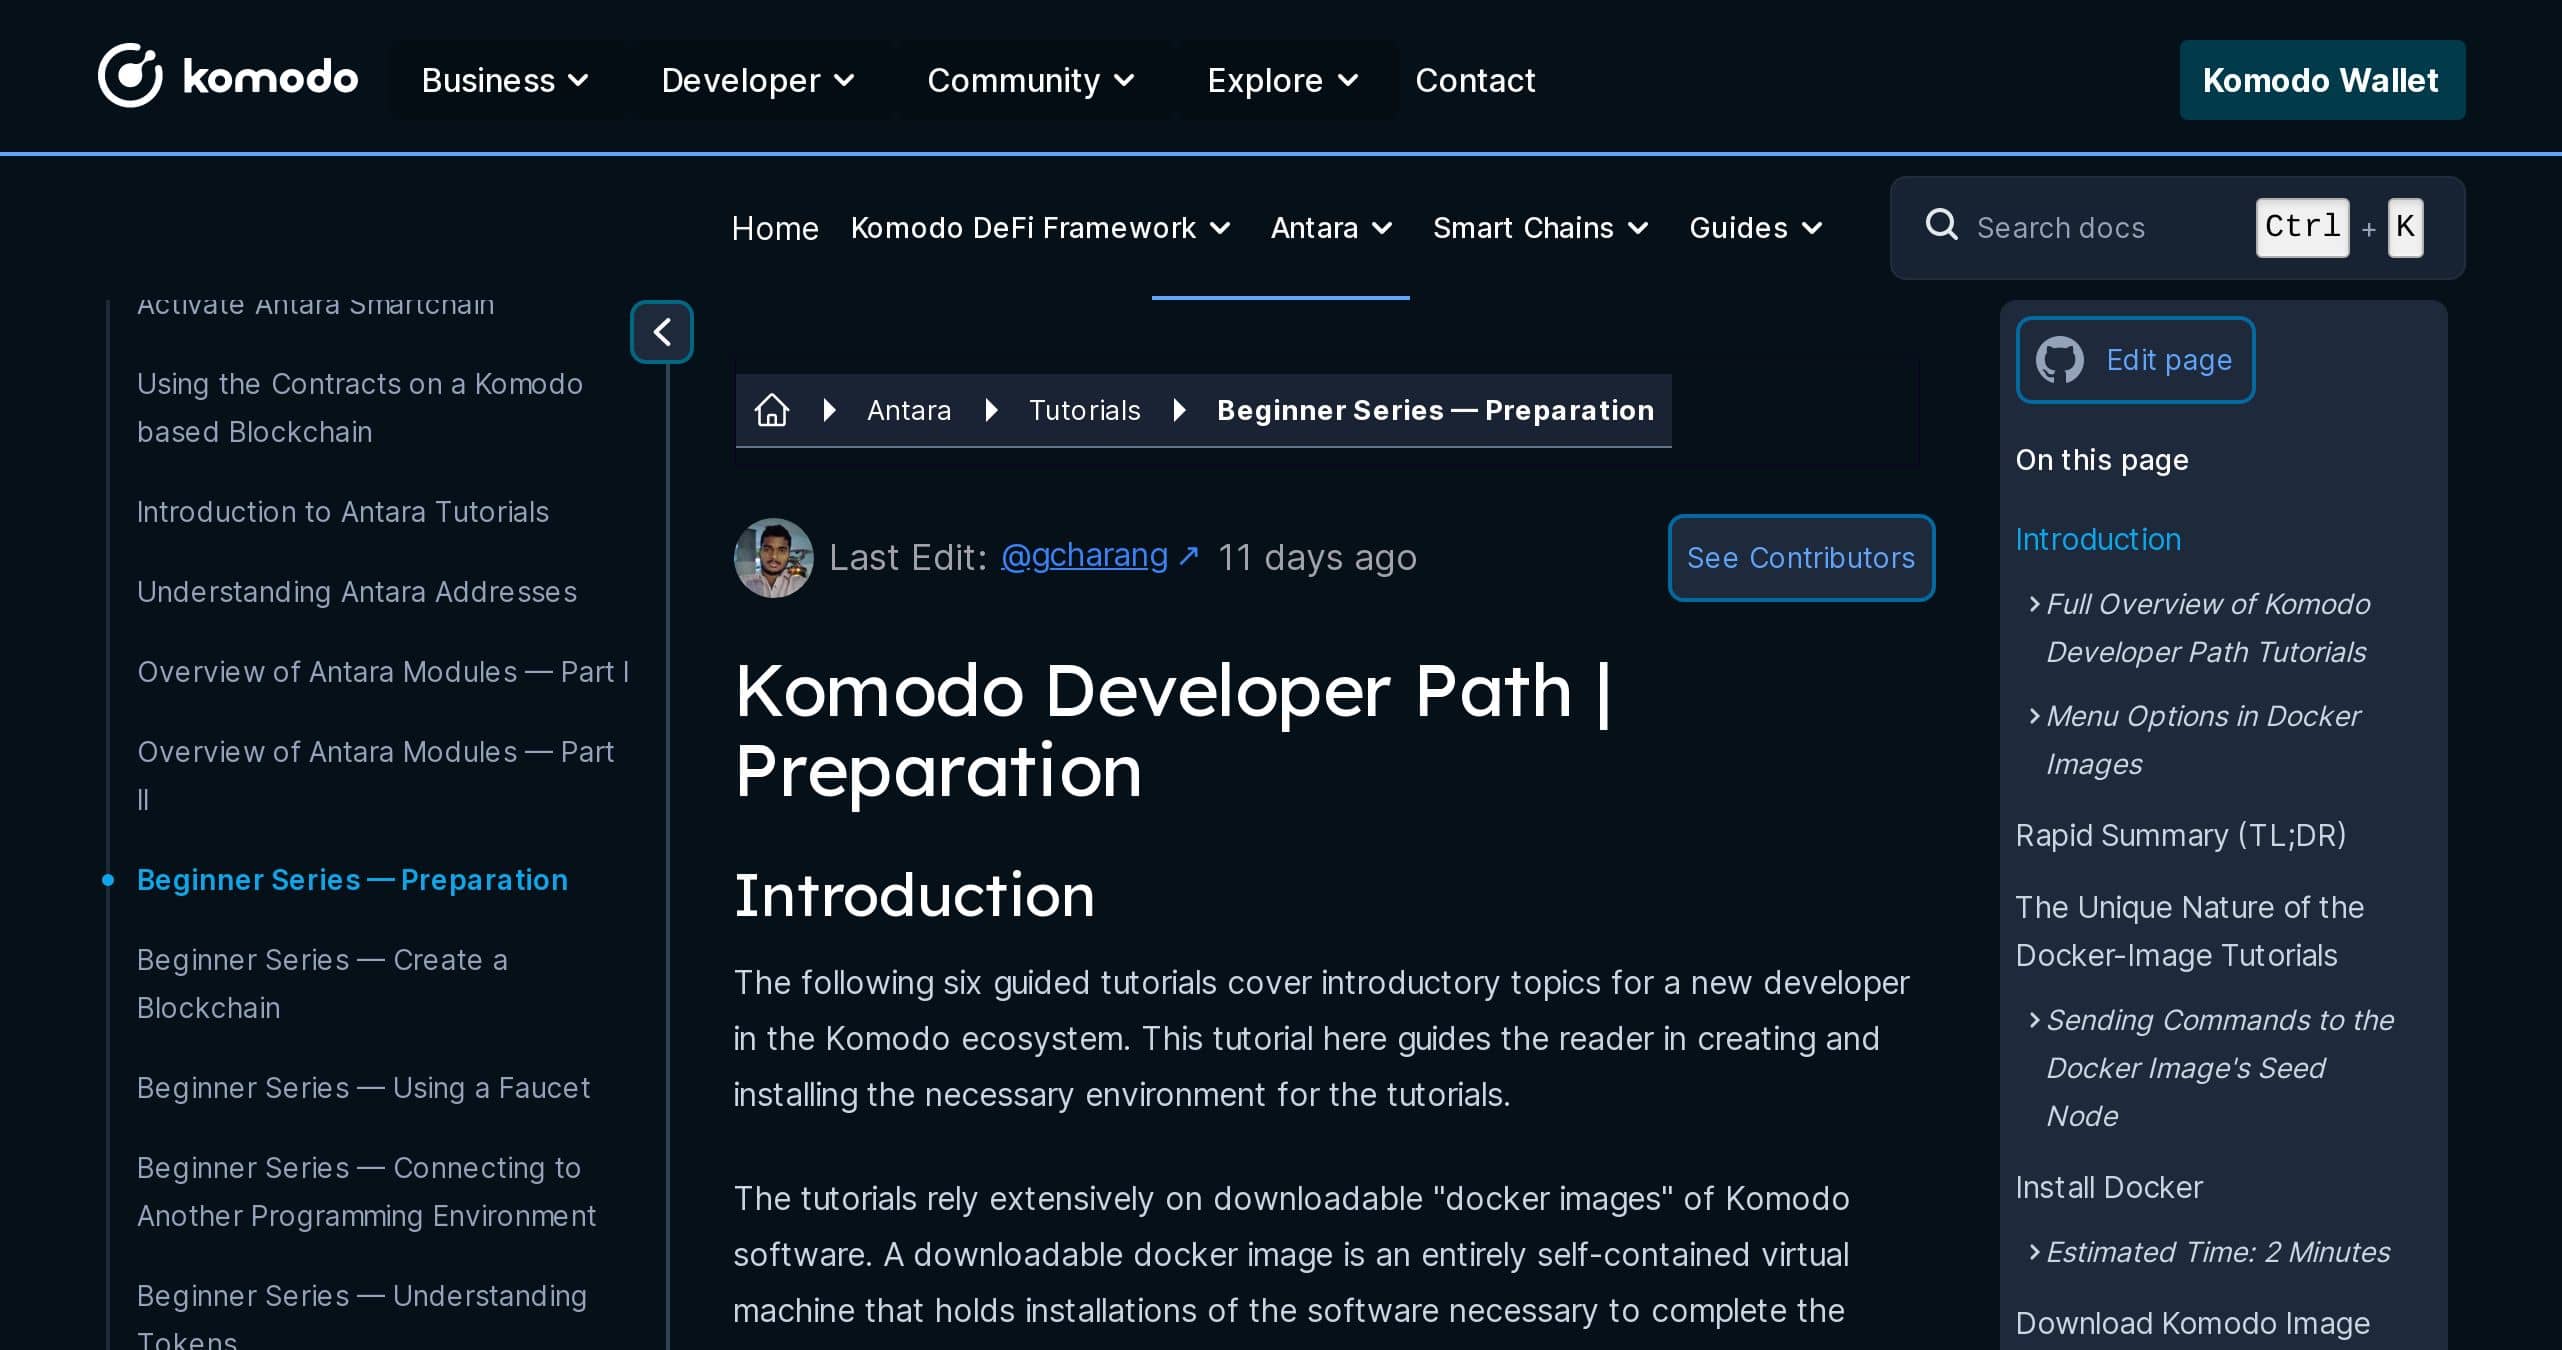 komodo
Business
Developer
Community
Explore
Contact
Komodo Wallet
Home
Komodo DeFi Framework
Antara
Smart Chains
Guides
Search docs
Ctrl + K
Activate Antara Smartchain
Using the Contracts on a Komodo
based Blockchain
Introduction to Antara Tutorials
Understanding Antara Addresses
Overview of Antara Modules — Part I
Overview of Antara Modules — Part
II
Beginner Series — Preparation
Beginner Series — Create a
Blockchain
Beginner Series — Using a Faucet
Beginner Series — Connecting to
Another Programming Environment
Beginner Series — Understanding
Tokens
Antara
Tutorials
Beginner Series — Preparation
Last Edit: @gcharang ↗ 11 days ago
See Contributors
Komodo Developer Path |
Preparation
Introduction
The following six guided tutorials cover introductory topics for a new developer
in the Komodo ecosystem. This tutorial here guides the reader in creating and
installing the necessary environment for the tutorials.
The tutorials rely extensively on downloadable "docker images" of Komodo
software. A downloadable docker image is an entirely self-contained virtual
machine that holds installations of the software necessary to complete the
Edit page
On this page
Introduction
Full Overview of Komodo
Developer Path Tutorials
Menu Options in Docker
Images
Rapid Summary (TL;DR)
The Unique Nature of the
Docker-Image Tutorials
Sending Commands to the
Docker Image's Seed
Node
Install Docker
Estimated Time: 2 Minutes
Download Komodo Image